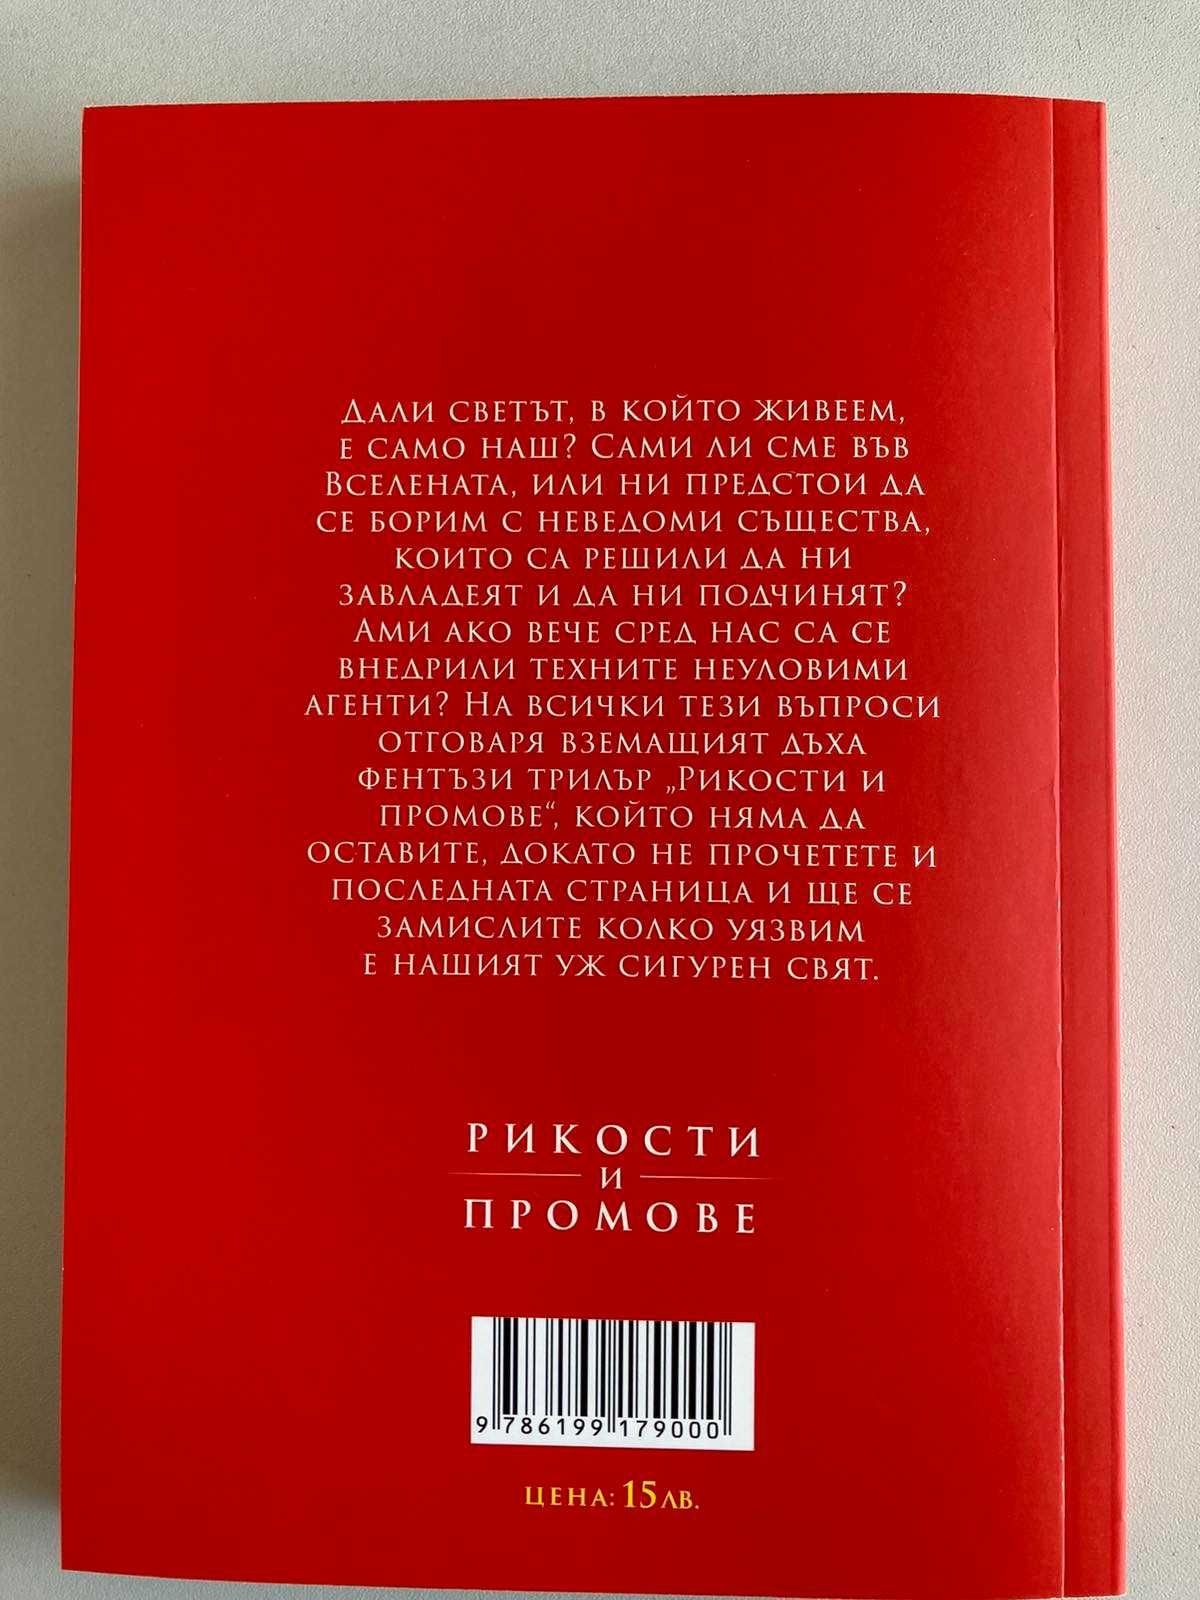 Дали светът, в който живеем,
е само наш? Сами ли сме във
Вселената, или ни предстои да
се борим с неведоми същества,
които са решили да ни
завладеят и да ни подчинят?
Ами ако вече сред нас са се
внедрили техните неуловими
агенти? На всички тези въпроси
отговаря вземащият дъха
фентъзи трилър „Рикости и
Промове“, който няма да
оставите, докато не прочетете и
последната страница и ще се
замислите колко уязвим
е нашият уж сигурен свят.
РИКОСТИ
И
ПРОМОВЕ
9 786199 179000
ЦЕНА: 15 ЛВ.